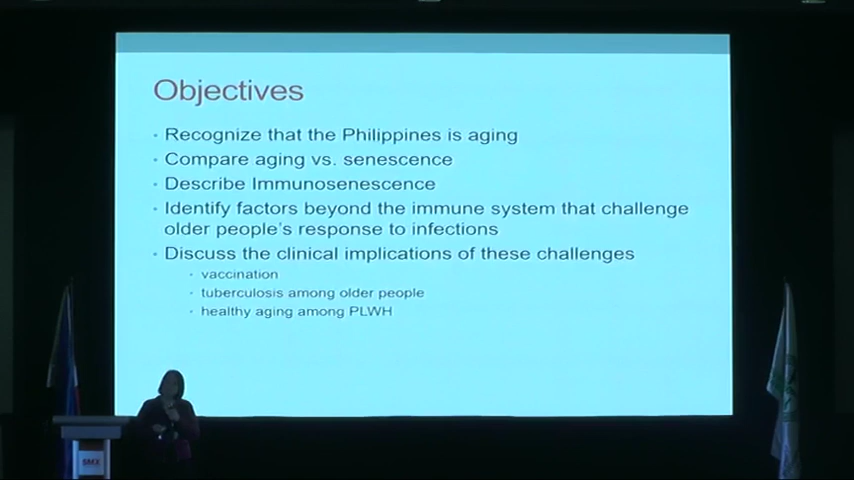 Objectives
• Recognize that the Philippines is aging
• Compare aging vs. senescence
• Describe Immunosenescence
• Identify factors beyond the immune system that challenge
older people's response to infections
• Discuss the clinical implications of these challenges
• vaccination
• tuberculosis among older people
• healthy aging among PLWH
SMX